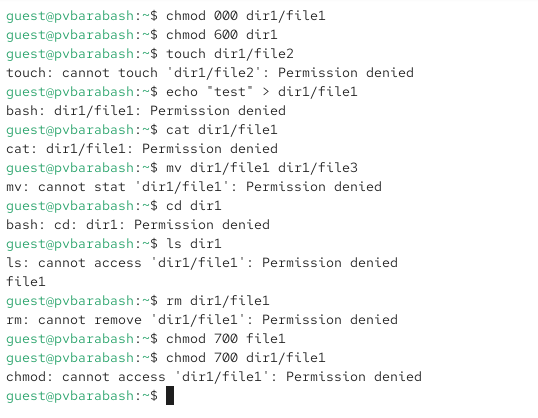 guest@pvbarabash:~$ chmod 000 dir1/file1
guest@pvbarabash:~$ chmod 600 dir1
guest@pvbarabash:~$ touch dir1/file2
touch: cannot touch 'dir1/file2': Permission denied
guest@pvbarabash:~$ echo "test" > dir1/file1
bash: dir1/file1: Permission denied
guest@pvbarabash:~$ cat dir1/file1
cat: dir1/file1: Permission denied
guest@pvbarabash:~$ mv dir1/file1 dir1/file3
mv: cannot stat 'dir1/file1': Permission denied
guest@pvbarabash:~$ cd dir1
bash: cd: dir1: Permission denied
guest@pvbarabash:~$ ls dir1
ls: cannot access 'dir1/file1': Permission denied
file1
guest@pvbarabash:~$ rm dir1/file1
rm: cannot remove 'dir1/file1': Permission denied
guest@pvbarabash:~$ chmod 700 file1
guest@pvbarabash:~$ chmod 700 dir1/file1
chmod: cannot access 'dir1/file1': Permission denied
guest@pvbarabash:~$